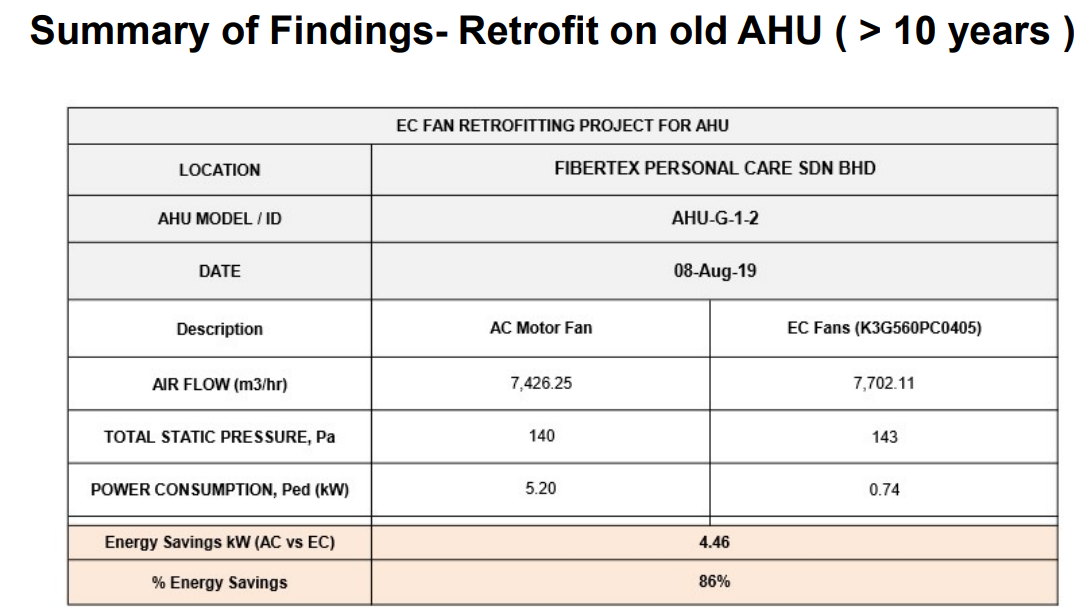 Summary of Findings- Retrofit on old AHU ( > 10 years )
EC FAN RETROFITTING PROJECT FOR AHU
LOCATION FIBERTEX PERSONAL CARE SDN BHD
AHU MODEL / ID AHU-G-1-2
DATE 08-Aug-19
Description AC Motor Fan EC Fans (K3G560PC0405)
AIR FLOW (m3/hr) 7,426.25 7,702.11
TOTAL STATIC PRESSURE, Pa 140 143
POWER CONSUMPTION, Ped (kW) 5.20 0.74
Energy Savings kW (AC vs EC) 4.46
% Energy Savings 86%